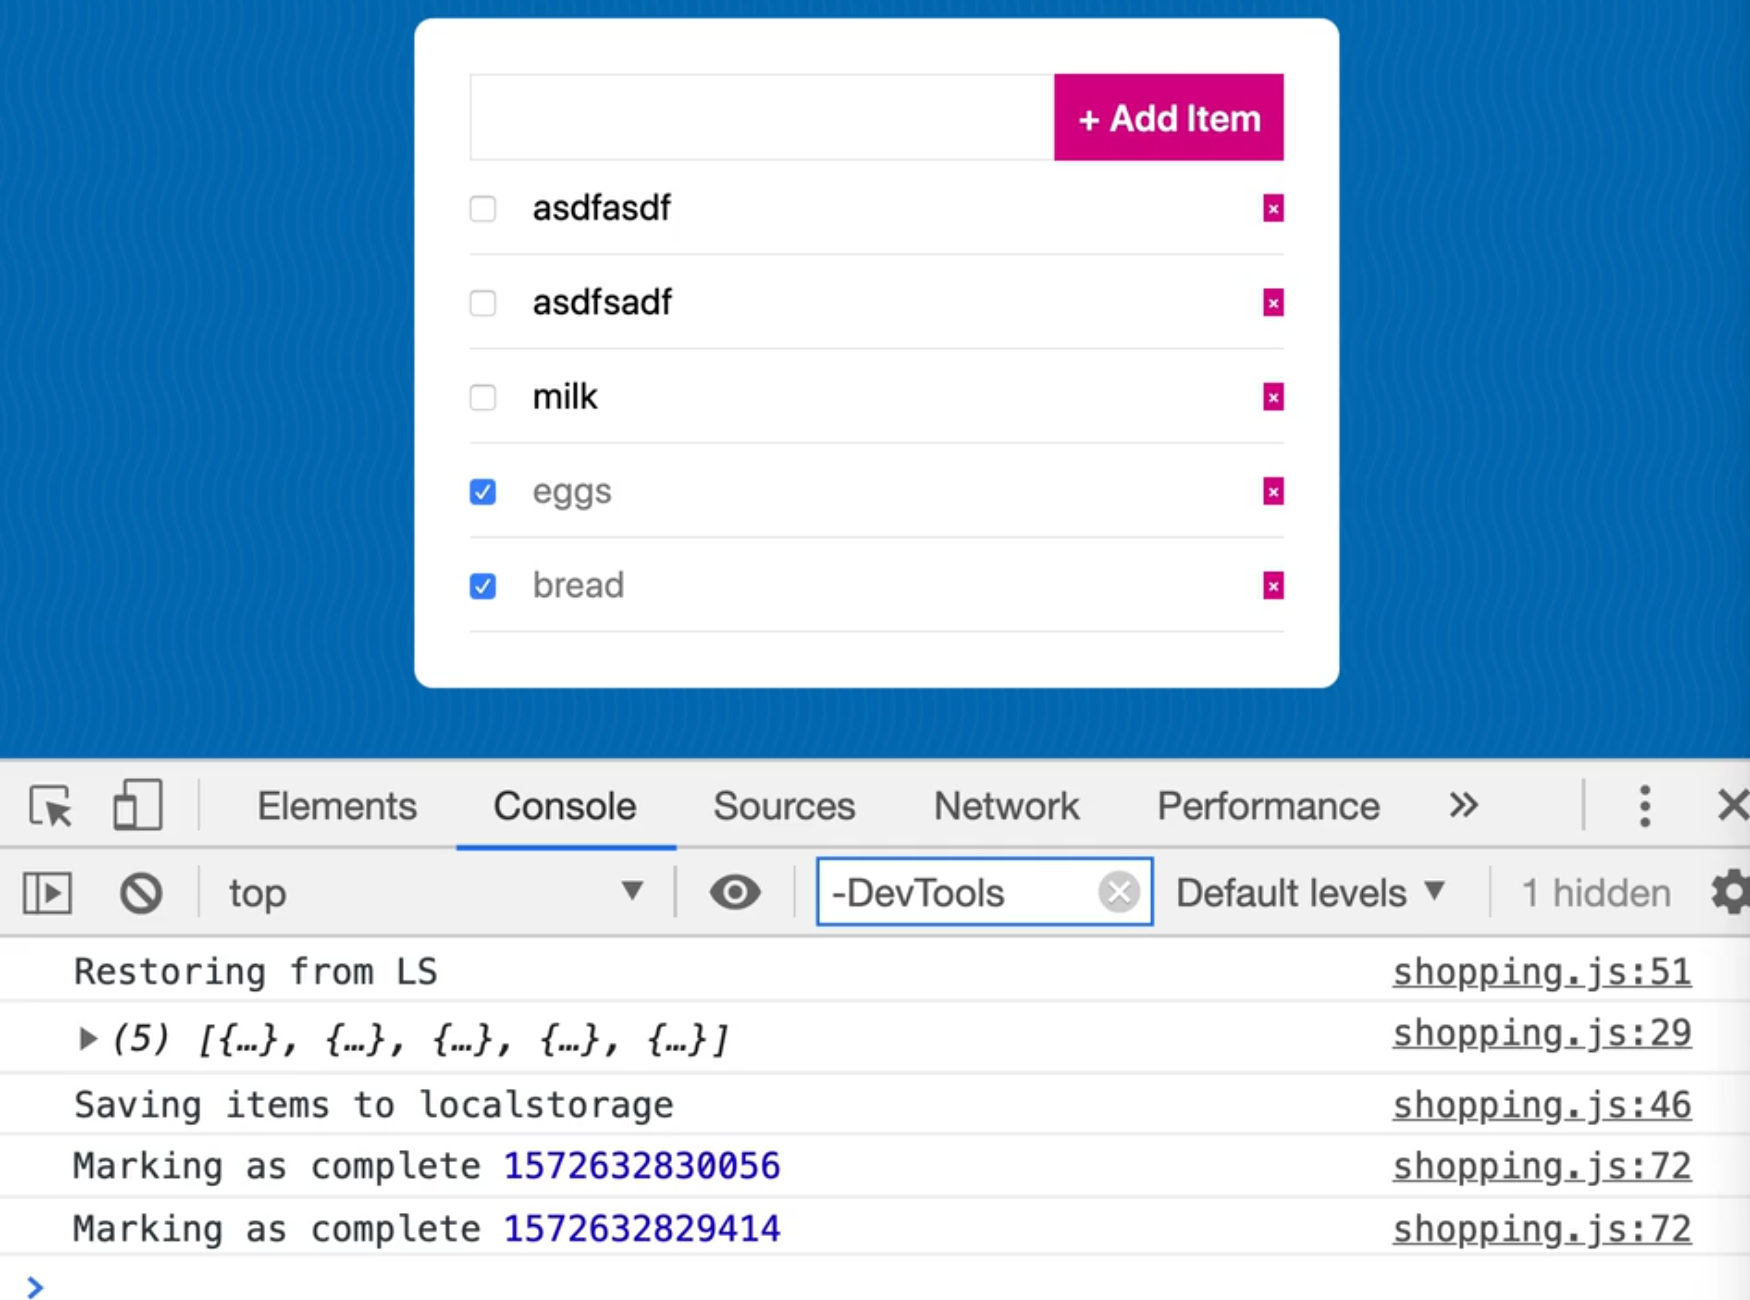 + Add Item
asdfasdf
asdfsadf
milk
eggs
bread
Elements Console Sources Network Performance »
top -DevTools Default levels 1 hidden
Restoring from LS shopping.js:51
(5) [{…}, {…}, {…}, {…}, {…}] shopping.js:29
Saving items to localstorage shopping.js:46
Marking as complete 1572632830056 shopping.js:72
Marking as complete 1572632829414 shopping.js:72